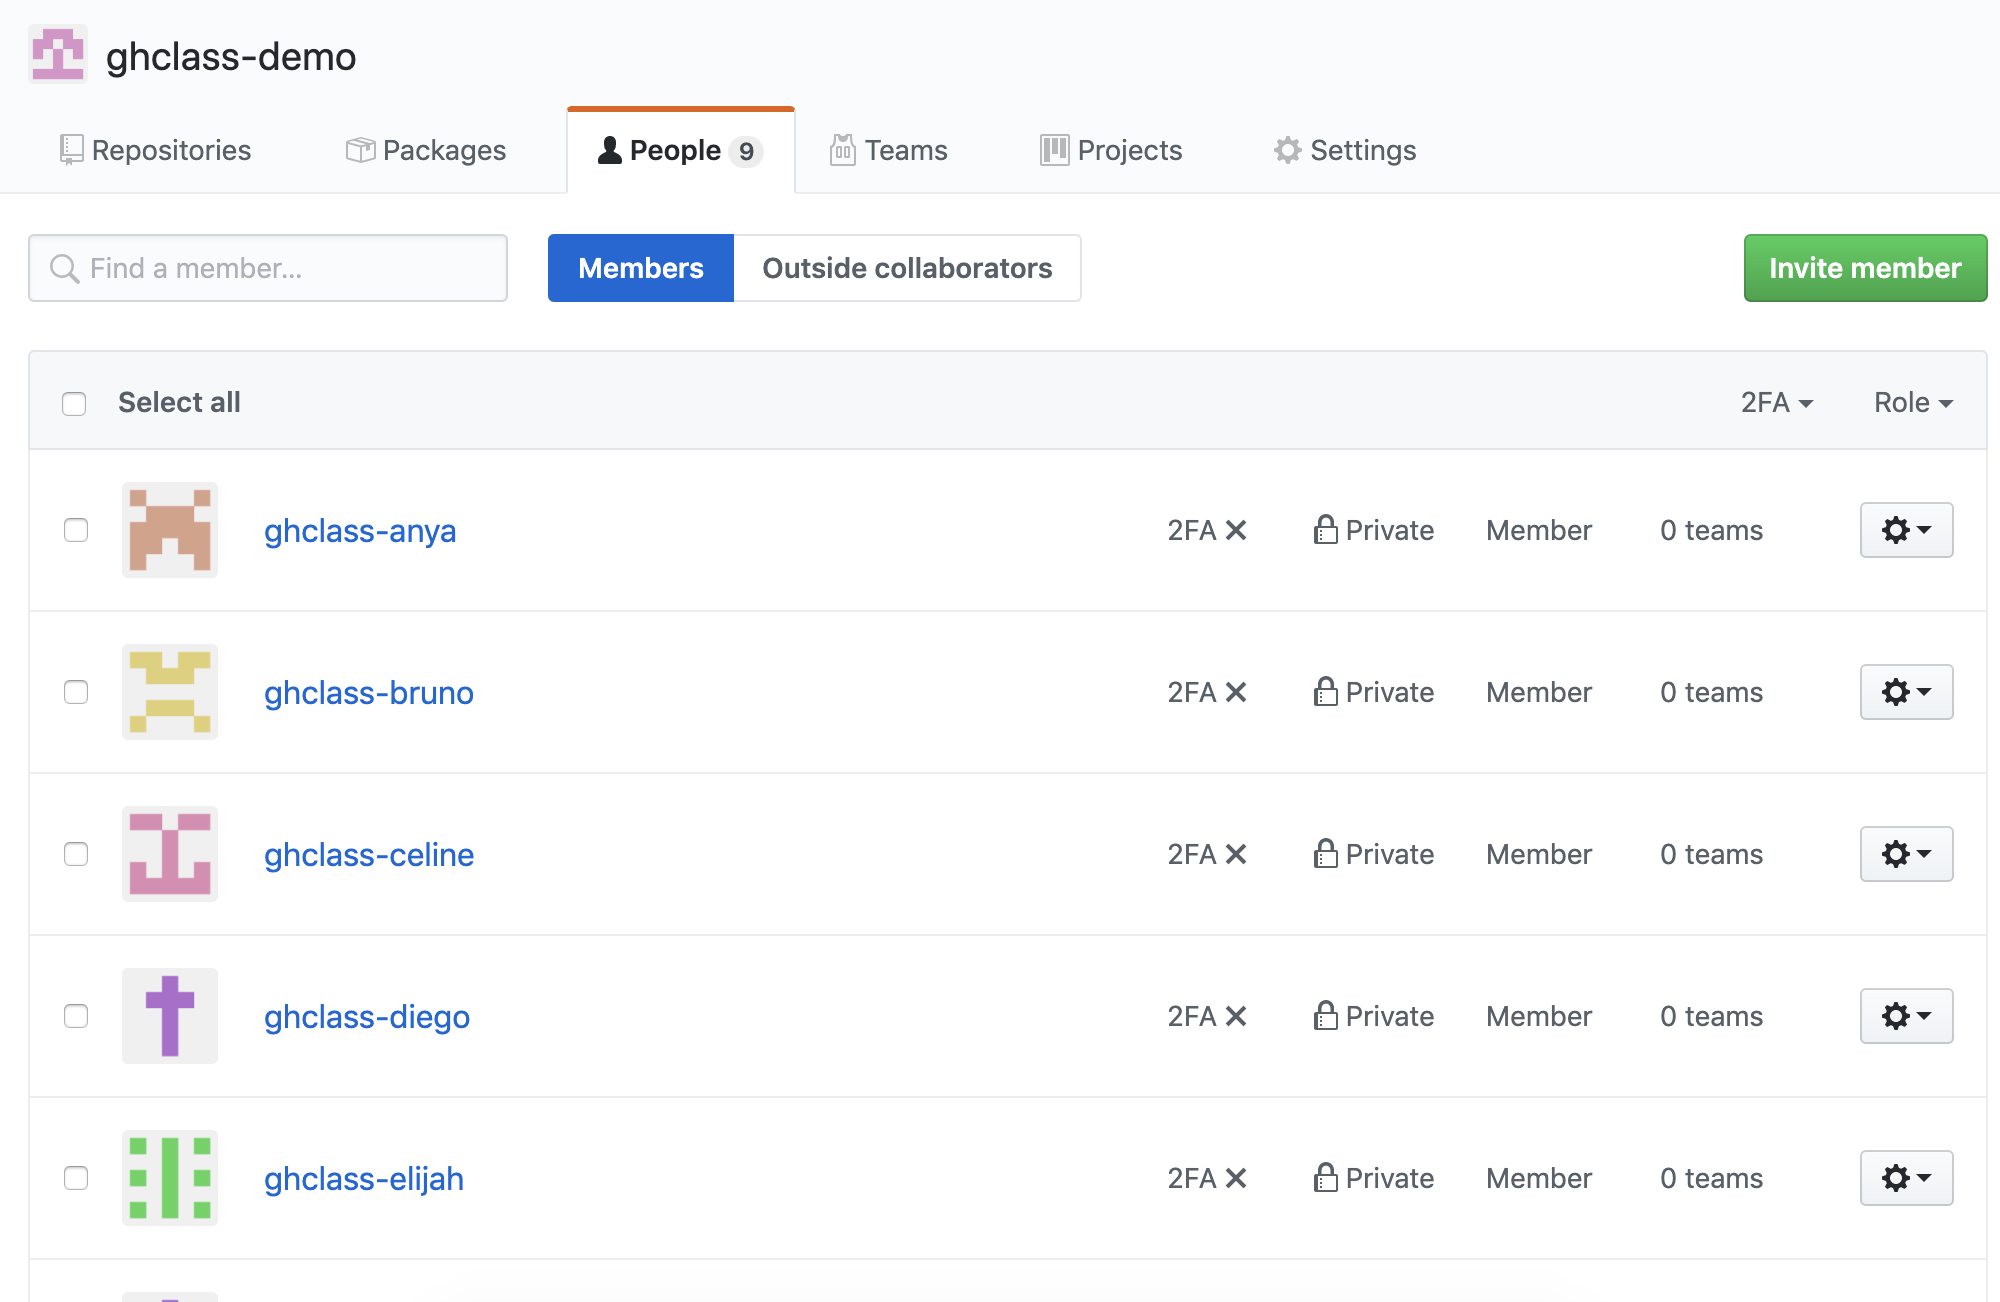 ghclass-demo
Repositories Packages People 9 Teams Projects Settings
Find a member... Members Outside collaborators Invite member
Select all 2FA Role
ghclass-anya 2FA Private Member 0 teams
ghclass-bruno 2FA Private Member 0 teams
ghclass-celine 2FA Private Member 0 teams
ghclass-diego 2FA Private Member 0 teams
ghclass-elijah 2FA Private Member 0 teams